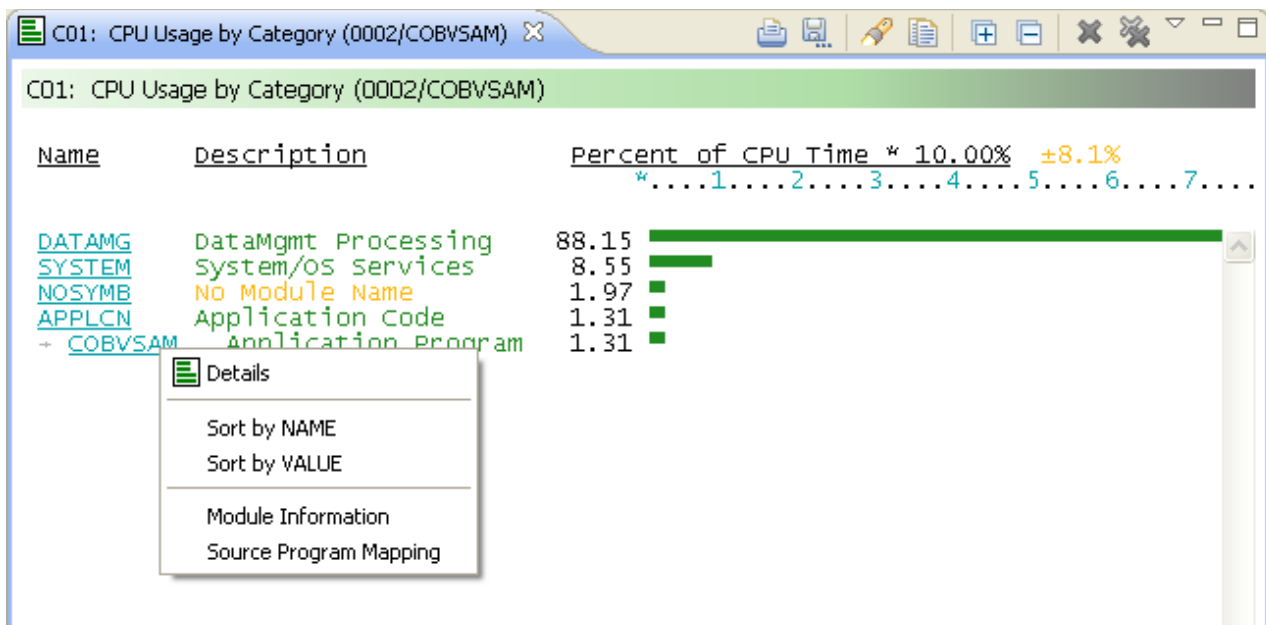 C01: CPU Usage by Category (0002/COBVSAM)
C01: CPU Usage by Category (0002/COBVSAM)
Name Description Percent of CPU Time * 10.00% ±8.1%
*....1....2....3....4....5....6....7....
DATAMG DataMgmt Processing 88.15
SYSTEM System/OS Services 8.55
NOSYMB No Module Name 1.97
APPLCN Application Code 1.31
→ COBVSAM Application Program 1.31
Details
Sort by NAME
Sort by VALUE
Module Information
Source Program Mapping